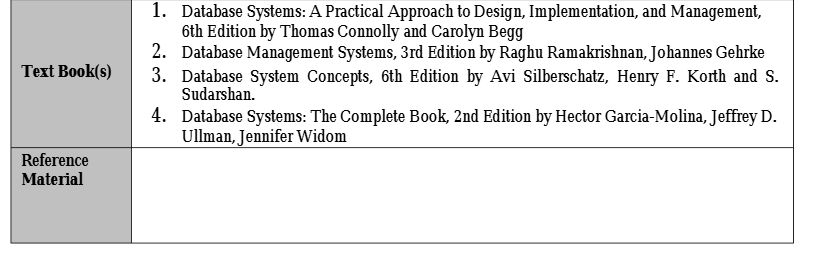 1. Database Systems: A Practical Approach to Design, Implementation, and Management,
6th Edition by Thomas Connolly and Carolyn Begg
2. Database Management Systems, 3rd Edition by Raghu Ramakrishnan, Johannes Gehrke
Text Book(s)
3. Database System Concepts, 6th Edition by Avi Silberschatz, Henry F. Korth and S.
Sudarshan.
4. Database Systems: The Complete Book, 2nd Edition by Hector Garcia-Molina, Jeffrey D.
Ullman, Jennifer Widom
Reference
Material